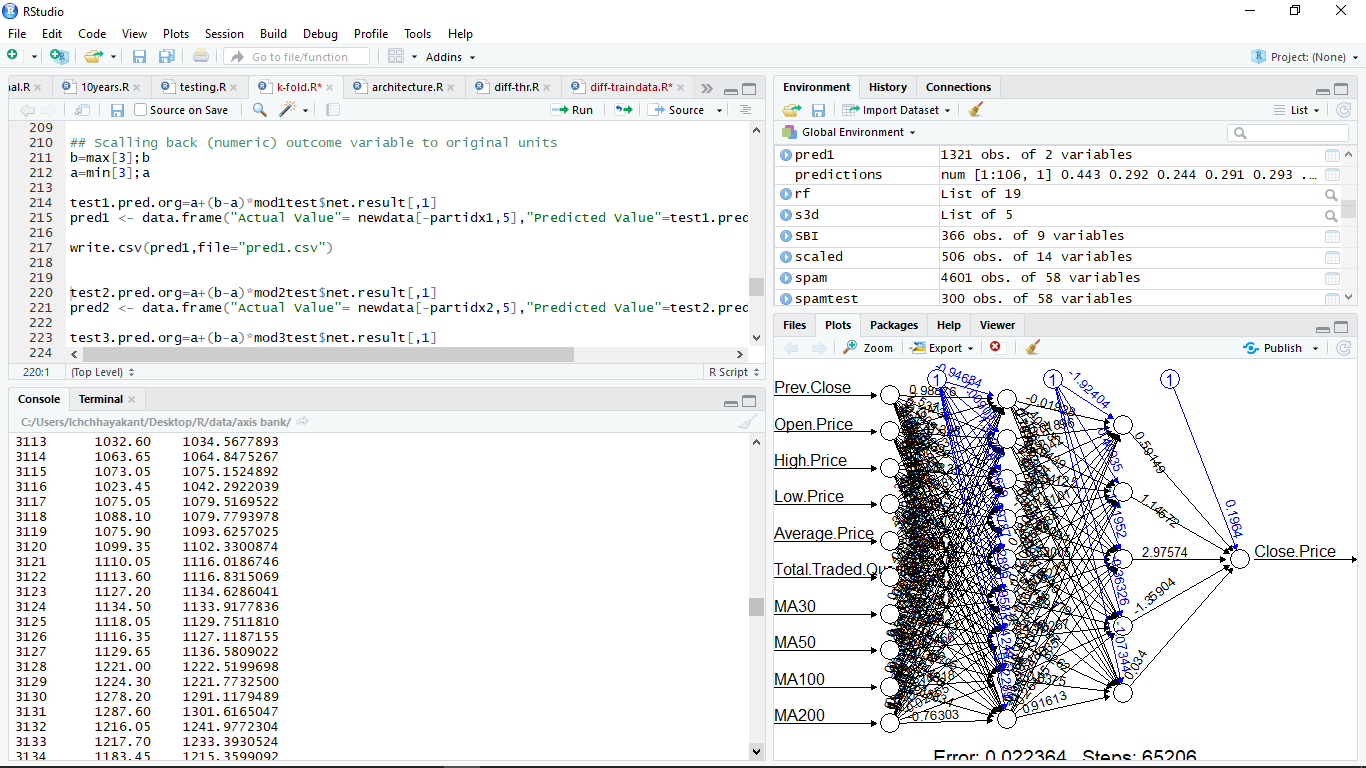 RStudio
File Edit Code View Plots Session Build Debug Profile Tools Help
Go to file/function Addins Project: (None)
nal.R 10years.R testing.R k-fold.R* architecture.R diff-thr.R diff-traindata.R*
Source on Save Run Source
209
210 ## Scalling back (numeric) outcome variable to original units
211 b=max[3];b
212 a=min[3];a
213
214 test1.pred.org=a+(b-a)*mod1test$net.result[,1]
215 pred1 <- data.frame("Actual Value"= newdata[-partidx1,5],"Predicted Value"=test1.pred
216
217 write.csv(pred1,file="pred1.csv")
218
219
220 test2.pred.org=a+(b-a)*mod2test$net.result[,1]
221 pred2 <- data.frame("Actual Value"= newdata[-partidx2,5],"Predicted Value"=test2.pred
222
223 test3.pred.org=a+(b-a)*mod3test$net.result[,1]
224
220:1 (Top Level) R Script
Console Terminal
C:/Users/Ichchhayakant/Desktop/R/data/axis bank/
3113 1032.60 1034.5677893
3114 1063.65 1064.8475267
3115 1073.05 1075.1524892
3116 1023.45 1042.2922039
3117 1075.05 1079.5169522
3118 1088.10 1079.7793978
3119 1075.90 1093.6257025
3120 1099.35 1102.3300874
3121 1110.05 1116.0186746
3122 1113.60 1116.8315069
3123 1127.20 1134.6286041
3124 1134.50 1133.9177836
3125 1118.05 1129.7511810
3126 1116.35 1127.1187155
3127 1129.65 1136.5809022
3128 1221.00 1222.5199698
3129 1224.30 1221.7732500
3130 1278.20 1291.1179489
3131 1287.60 1301.6165047
3132 1216.05 1241.9772304
3133 1217.70 1233.3930524
3134 1183.45 1215.3599092
Environment History Connections
Import Dataset List
Global Environment
pred1 1321 obs. of 2 variables
predictions num [1:106, 1] 0.443 0.292 0.244 0.291 0.293 ...
rf List of 19
s3d List of 5
SBI 366 obs. of 9 variables
scaled 506 obs. of 14 variables
spam 4601 obs. of 58 variables
spamtest 300 obs. of 58 variables
Files Plots Packages Help Viewer
Zoom Export Publish
1 1 1
-0.94684 -1.92404
Prev.Close 0.98876 -0.01929
Open.Price 0.59149
High.Price
Low.Price 1.14572 0.1964
Average.Price 2.97574 Close.Price
Total.Traded.Qu
MA30 -1.35904
MA50
MA100
MA200 -0.76303 0.91613
Error: 0.022364 Steps: 65206